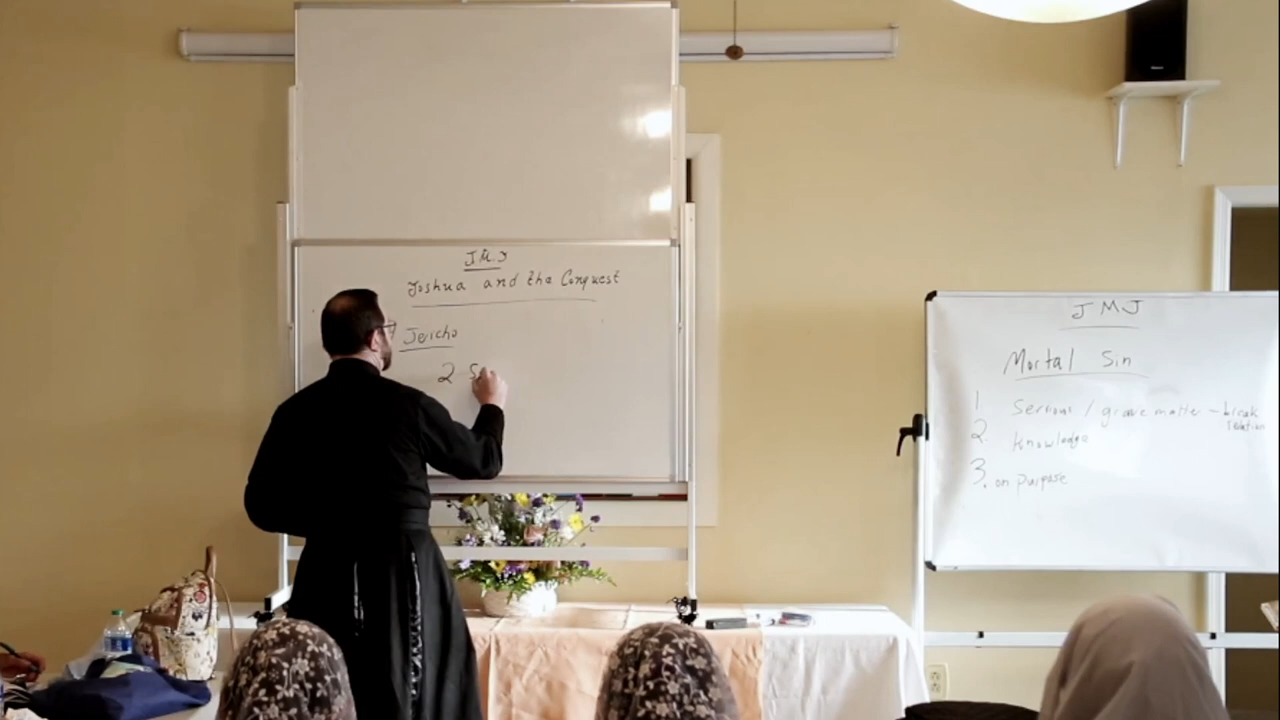 J.M.J
Joshua and the Conquest
Jericho
2 S
JMJ
Mortal Sin
1 Serious / grave matter - break
2. Knowledge
3. on purpose